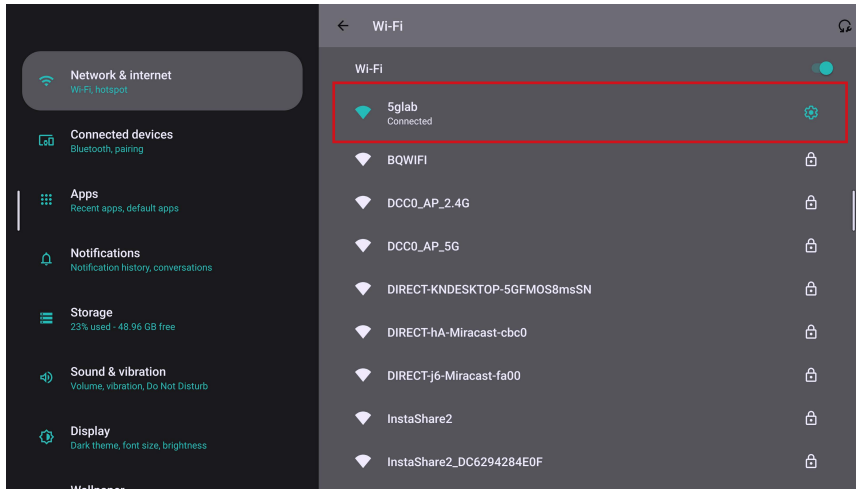 Network & internet
Wi-Fi, hotspot
Connected devices
Bluetooth, pairing
Apps
Recent apps, default apps
Notifications
Notification history, conversations
Storage
23% used - 48.96 GB free
Sound & vibration
Volume, vibration, Do Not Disturb
Display
Dark theme, font size, brightness
Wi-Fi
Wi-Fi
5glab
Connected
BQWIFI
DCC0_AP_2.4G
DCC0_AP_5G
DIRECT-KNDESKTOP-5GFMOS8msSN
DIRECT-hA-Miracast-cbc0
DIRECT-j6-Miracast-fa00
InstaShare2
InstaShare2_DC6294284E0F